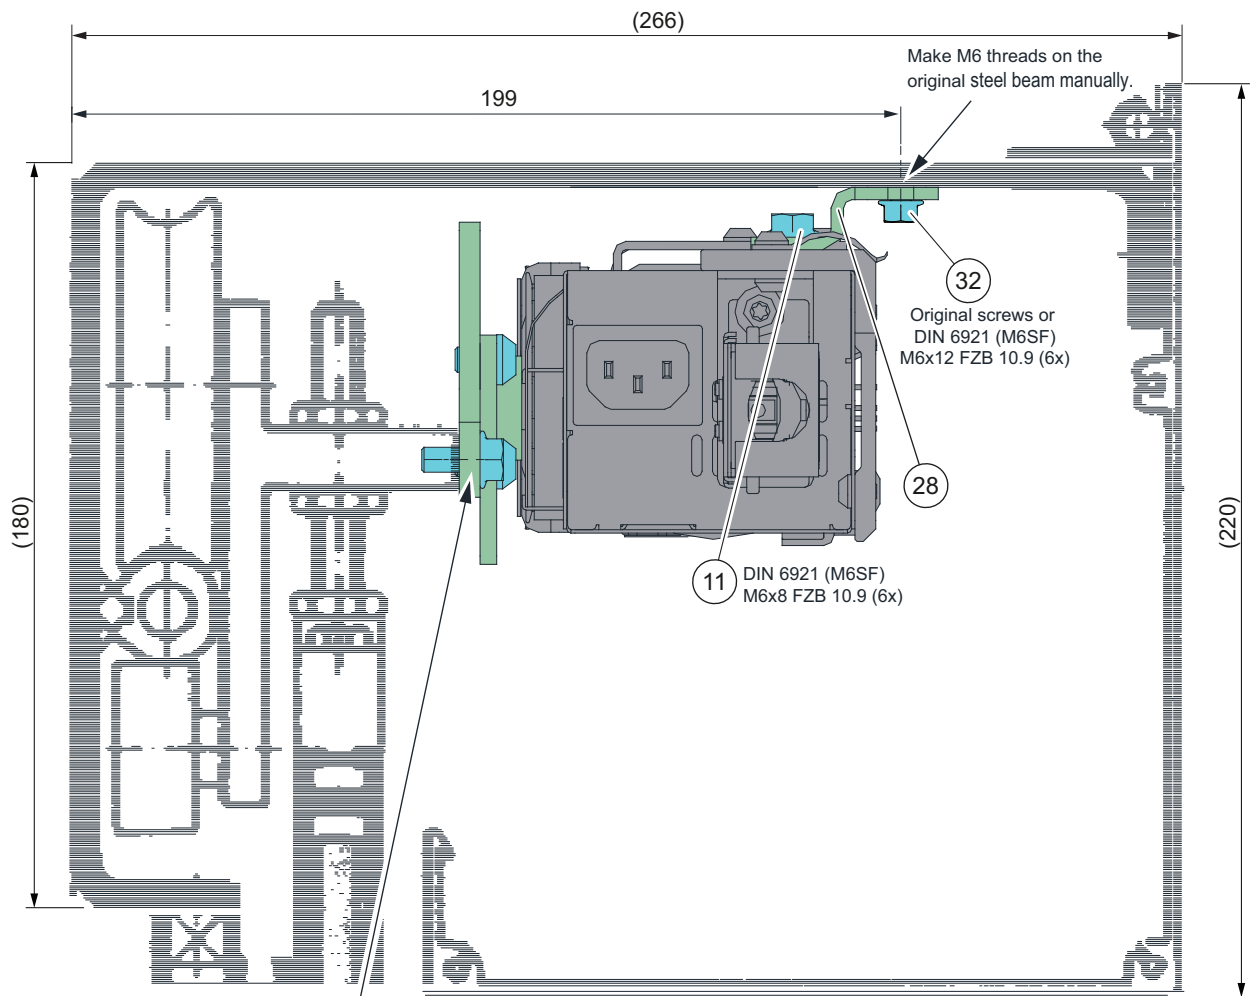 (266)
Make M6 threads on the
original steel beam manually.
199
32
Original screws or
DIN 6921 (M6SF)
M6x12 FZB 10.9 (6x)
28
(180)
(220)
11
DIN 6921 (M6SF)
M6x8 FZB 10.9 (6x)